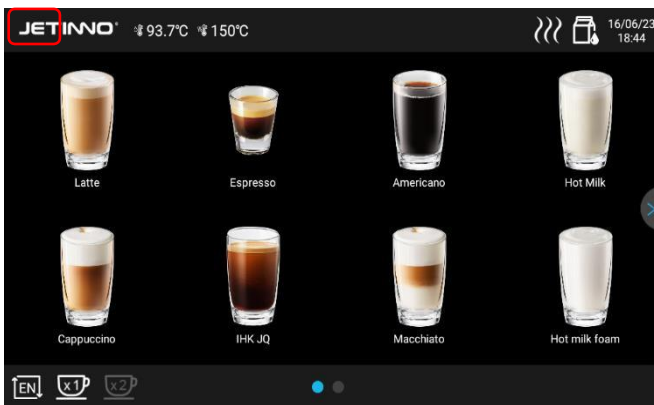 JETINNO 93.7℃ 150℃ 16/06/23
18:44
Latte Espresso Americano Hot Milk
Cappuccino IHK JQ Macchiato Hot milk foam
EN x1 x2